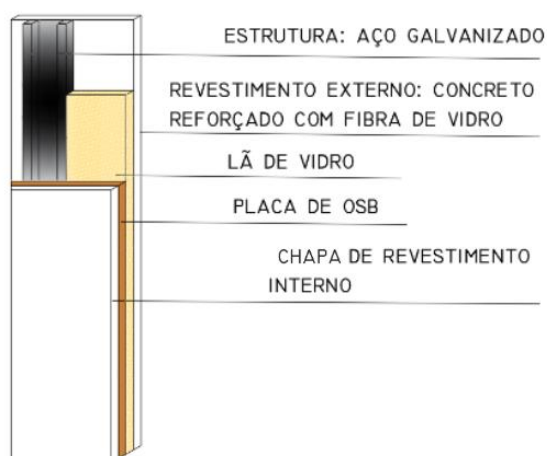 ESTRUTURA: AÇO GALVANIZADO
REVESTIMENTO EXTERNO: CONCRETO
REFORÇADO COM FIBRA DE VIDRO
LÃ DE VIDRO
PLACA DE OSB
CHAPA DE REVESTIMENTO
INTERNO